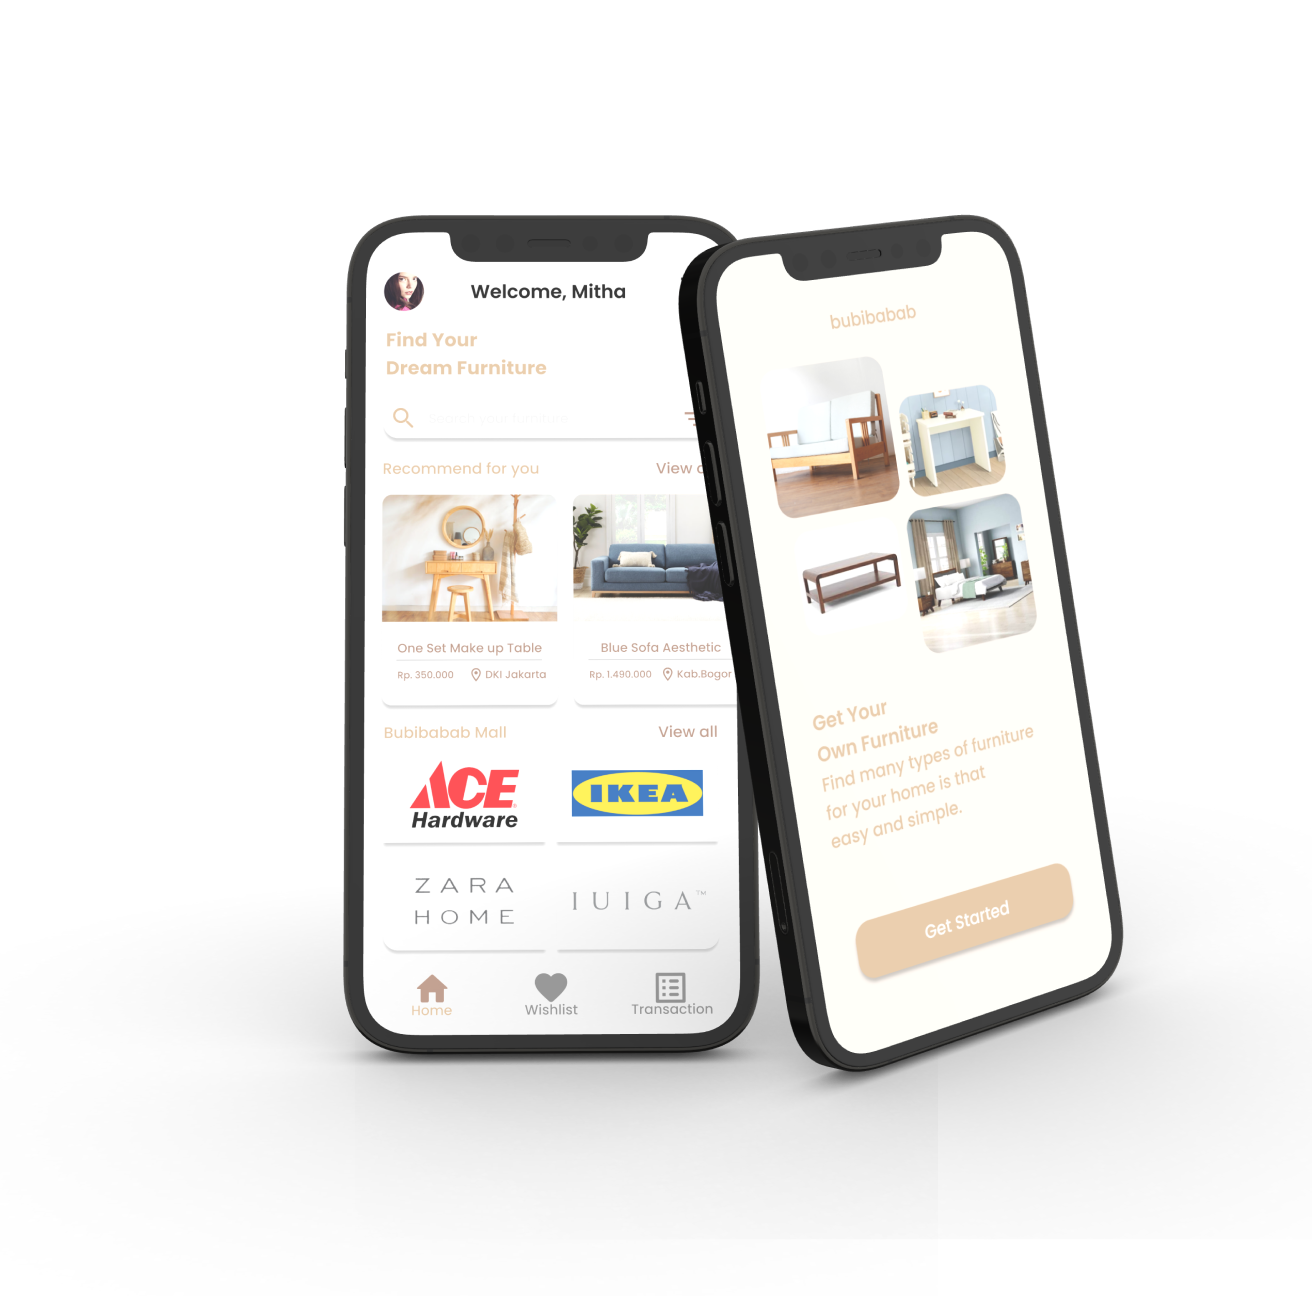 Welcome, Mitha
Find Your
Dream Furniture
Search your furniture
Recommend for you
View a
One Set Make up Table
Rp. 350.000
DKI Jakarta
Blue Sofa Aesthetic
Rp. 1.490.000
Kab.Bogor
Bubibabab Mall
View all
ACE
Hardware
IKEA
ZARA
HOME
IUIGA™
Home
Wishlist
Transaction
bubibabab
Get Your
Own Furniture
Find many types of furniture
for your home is that
easy and simple.
Get Started